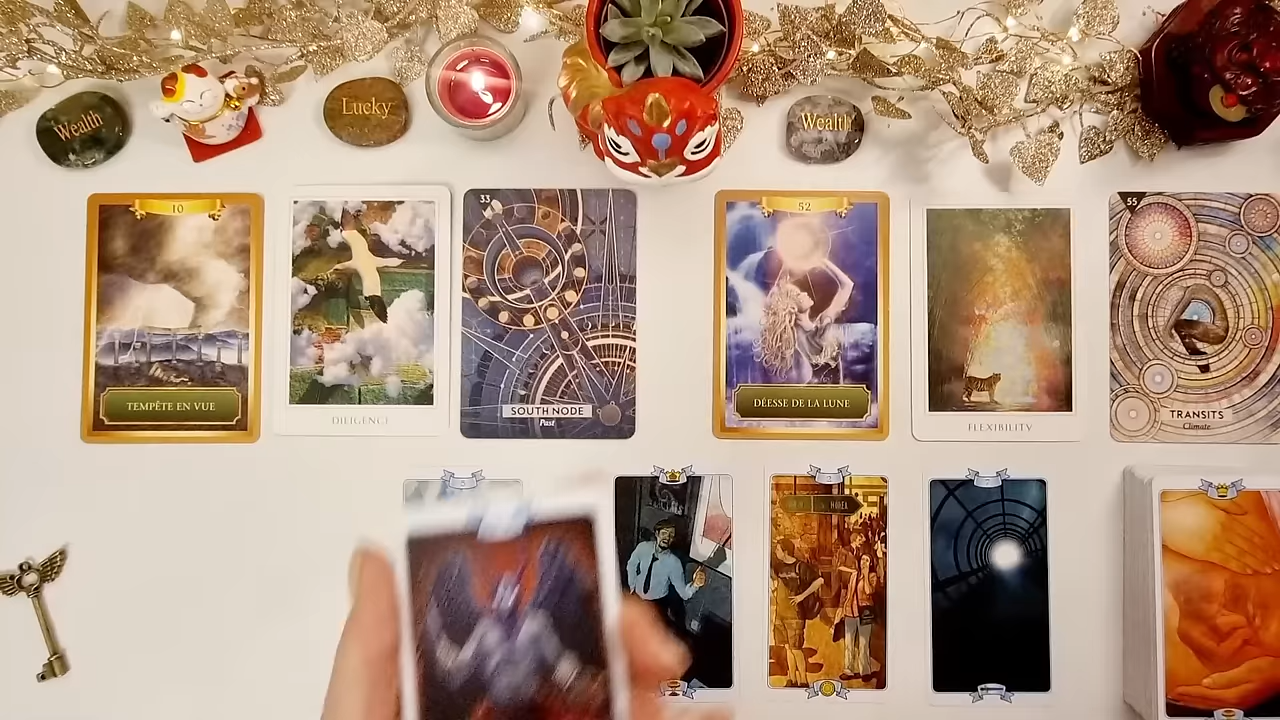 Wealth
Lucky
Wealth
10
TEMPÊTE EN VUE
DILIGENCE
33
SOUTH NODE
Past
52
DÉESSE DE LA LUNE
FLEXIBILITY
55
TRANSITS
Climate
2